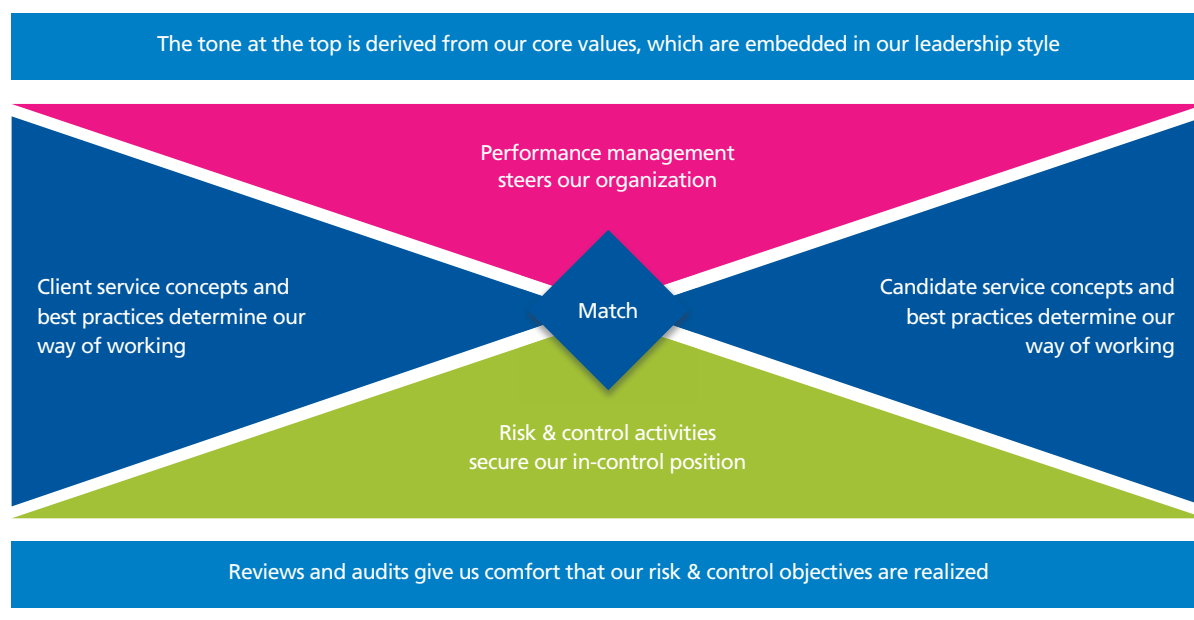 The tone at the top is derived from our core values, which are embedded in our leadership style
Performance management
steers our organization
Client service concepts and
best practices determine our
way of working
Match
Candidate service concepts and
best practices determine our
way of working
Risk & control activities
secure our in-control position
Reviews and audits give us comfort that our risk & control objectives are realized